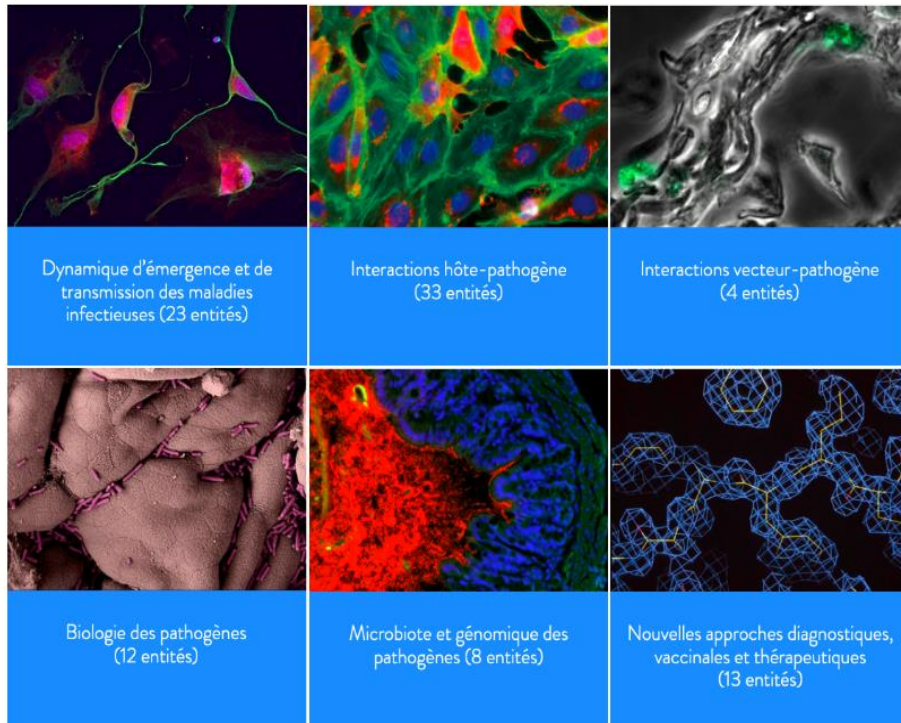 Dynamique d'émergence et de
transmission des maladies
infectieuses (23 entités)
Interactions hôte-pathogène
(33 entités)
Interactions vecteur-pathogène
(4 entités)
Biologie des pathogènes
(12 entités)
Microbiote et génomique des
pathogènes (8 entités)
Nouvelles approches diagnostiques,
vaccinales et thérapeutiques
(13 entités)